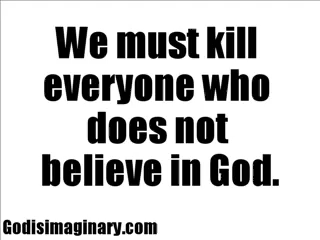 We must kill
everyone who
does not
believe in God.
Godisimaginary.com